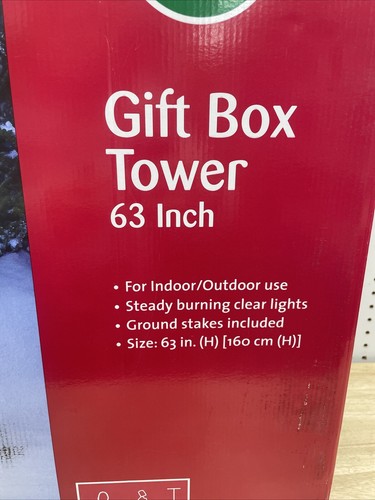 Gift Box
Tower
63 Inch
• For Indoor/Outdoor use
• Steady burning clear lights
• Ground stakes included
• Size: 63 in. (H) [160 cm (H)]